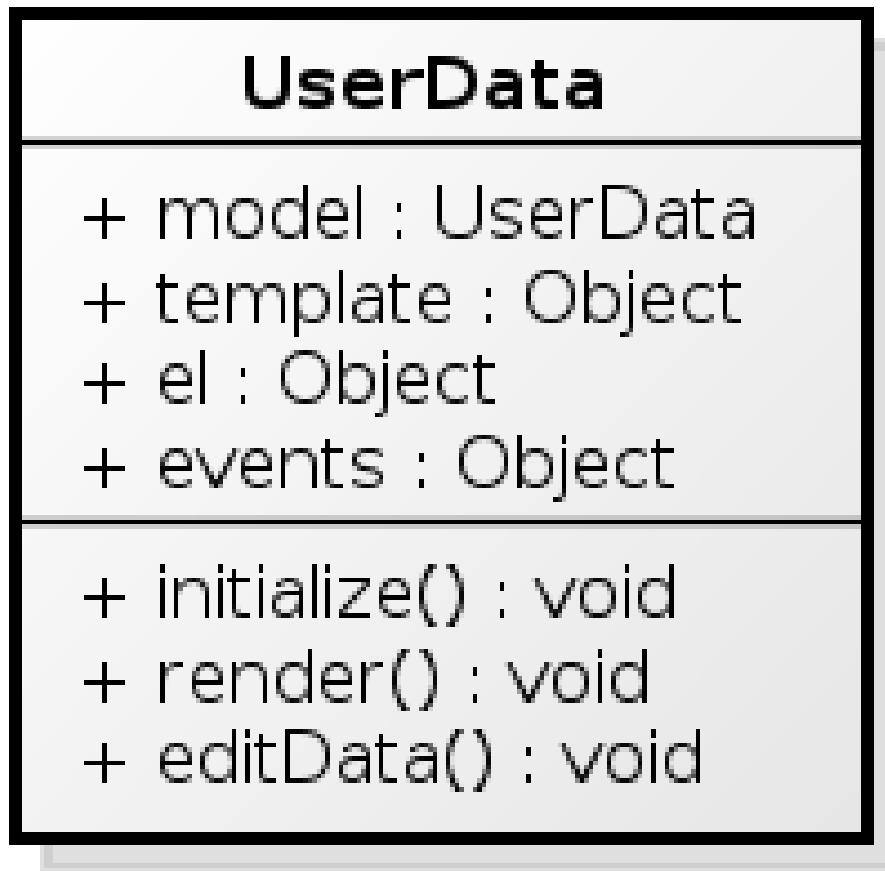 UserData
+ model : UserData
+ template : Object
+ el : Object
+ events : Object
+ initialize() : void
+ render() : void
+ editData() : void